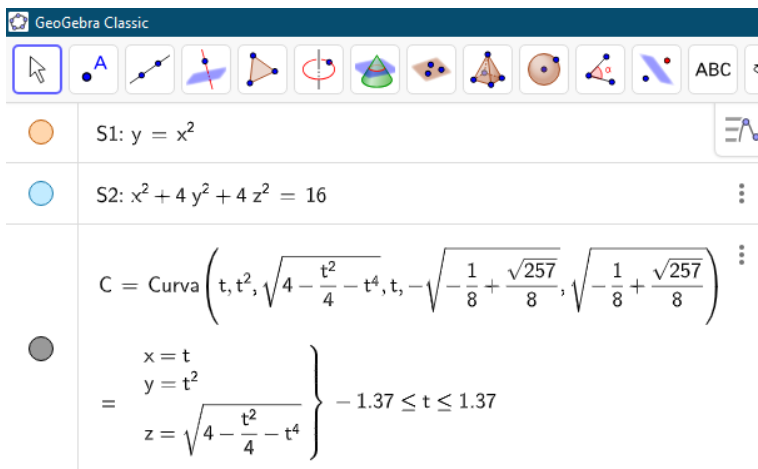 GeoGebra Classic
A α ABC
S1: y = x²
S2: x² + 4 y² + 4 z² = 16
C = Curva(t, t², √(4 − t²/4 − t⁴), t, −√(−1/8 + √257/8), √(−1/8 + √257/8))
x = t
y = t²
= } − 1.37 ≤ t ≤ 1.37
z = √(4 − t²/4 − t⁴)